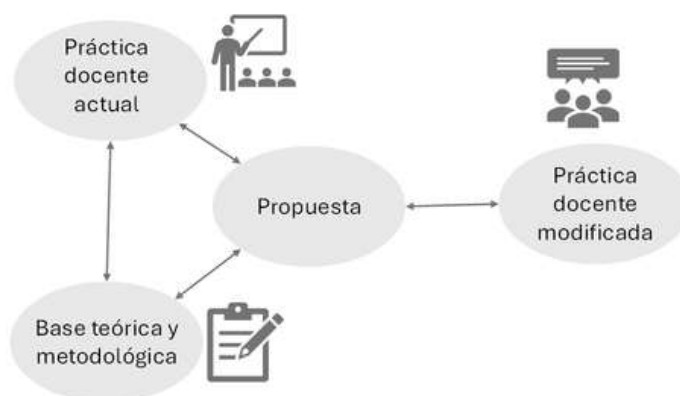 Práctica
docente
actual
Propuesta
Práctica
docente
modificada
Base teórica y
metodológica